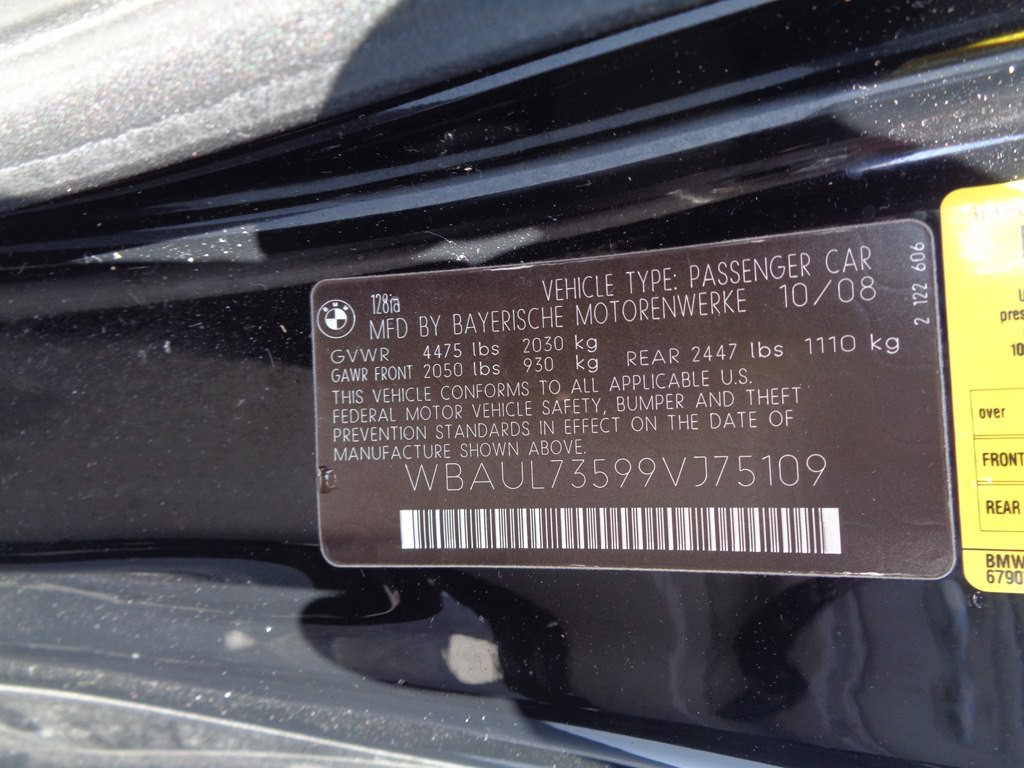 128ia
VEHICLE TYPE: PASSENGER CAR
MFD BY BAYERISCHE MOTORENWERKE 10/08
GVWR 4475 lbs 2030 kg
GAWR FRONT 2050 lbs 930 kg REAR 2447 lbs 1110 kg
THIS VEHICLE CONFORMS TO ALL APPLICABLE U.S.
FEDERAL MOTOR VEHICLE SAFETY, BUMPER AND THEFT
PREVENTION STANDARDS IN EFFECT ON THE DATE OF
MANUFACTURE SHOWN ABOVE.
WBAUL73599VJ75109
2 122 606
pres
10
over
FRONT
REAR
BMW
6790